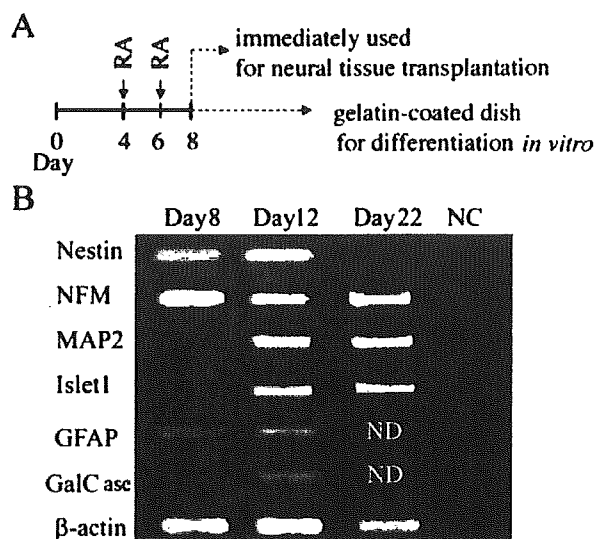 A
RA RA
immediately used
for neural tissue transplantation
0 4 6 8
Day
gelatin-coated dish
for differentiation in vitro
B
Day8 Day12 Day22 NC
Nestin
NFM
MAP2
Islet1
GFAP ND
GalC ase ND
β-actin